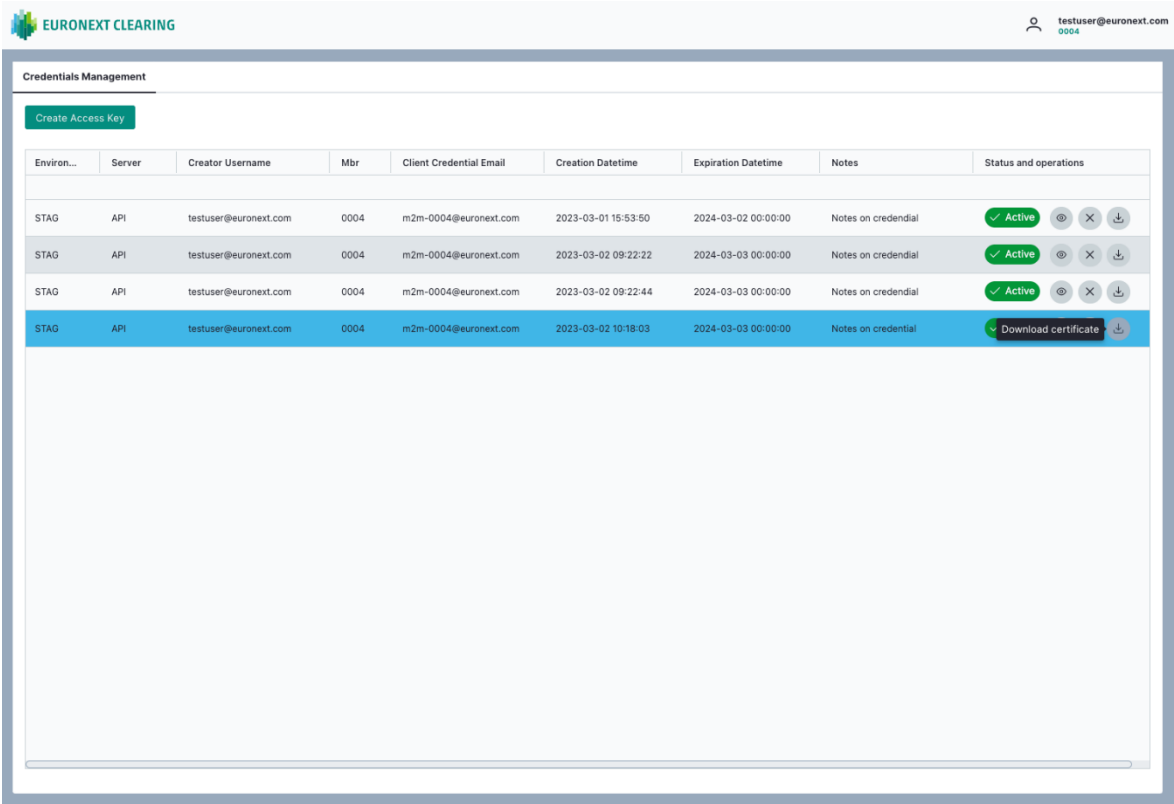 EURONEXT CLEARING
testuser@euronext.com
0004
Credentials Management
Create Access Key
Environ... Server Creator Username Mbr Client Credential Email Creation Datetime Expiration Datetime Notes Status and operations
STAG API testuser@euronext.com 0004 m2m-0004@euronext.com 2023-03-01 15:53:50 2024-03-02 00:00:00 Notes on credendial Active
STAG API testuser@euronext.com 0004 m2m-0004@euronext.com 2023-03-02 09:22:22 2024-03-03 00:00:00 Notes on credendial Active
STAG API testuser@euronext.com 0004 m2m-0004@euronext.com 2023-03-02 09:22:44 2024-03-03 00:00:00 Notes on credendial Active
STAG API testuser@euronext.com 0004 m2m-0004@euronext.com 2023-03-02 10:18:03 2024-03-03 00:00:00 Notes on credential Download certificate